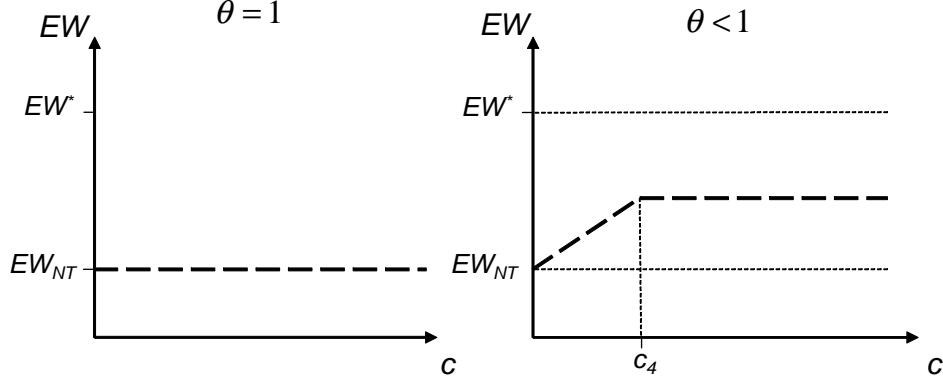 θ = 1
EW
EW*
EW_NT
c
θ < 1
EW
EW*
EW_NT
c_4
c